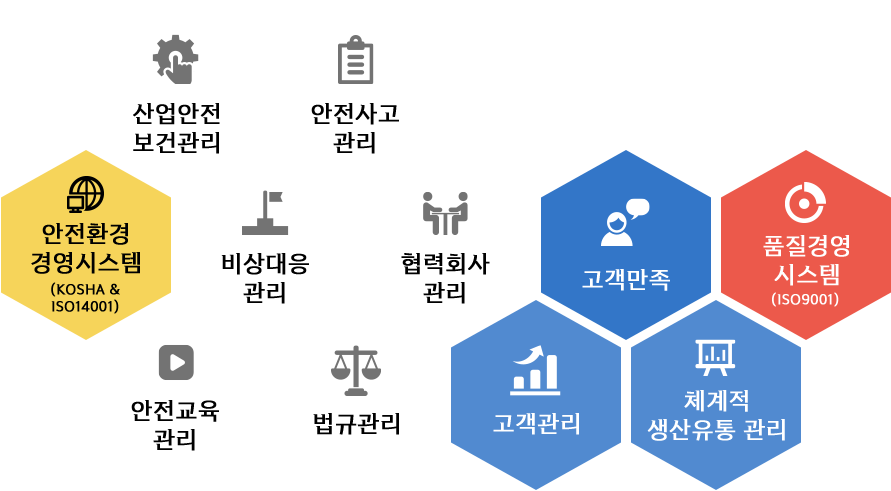 산업안전
보건관리
안전사고
관리
안전환경
경영시스템
(KOSHA &
ISO14001)
비상대응
관리
협력회사
관리
고객만족
품질경영
시스템
(ISO9001)
안전교육
관리
법규관리
고객관리
체계적
생산유통 관리